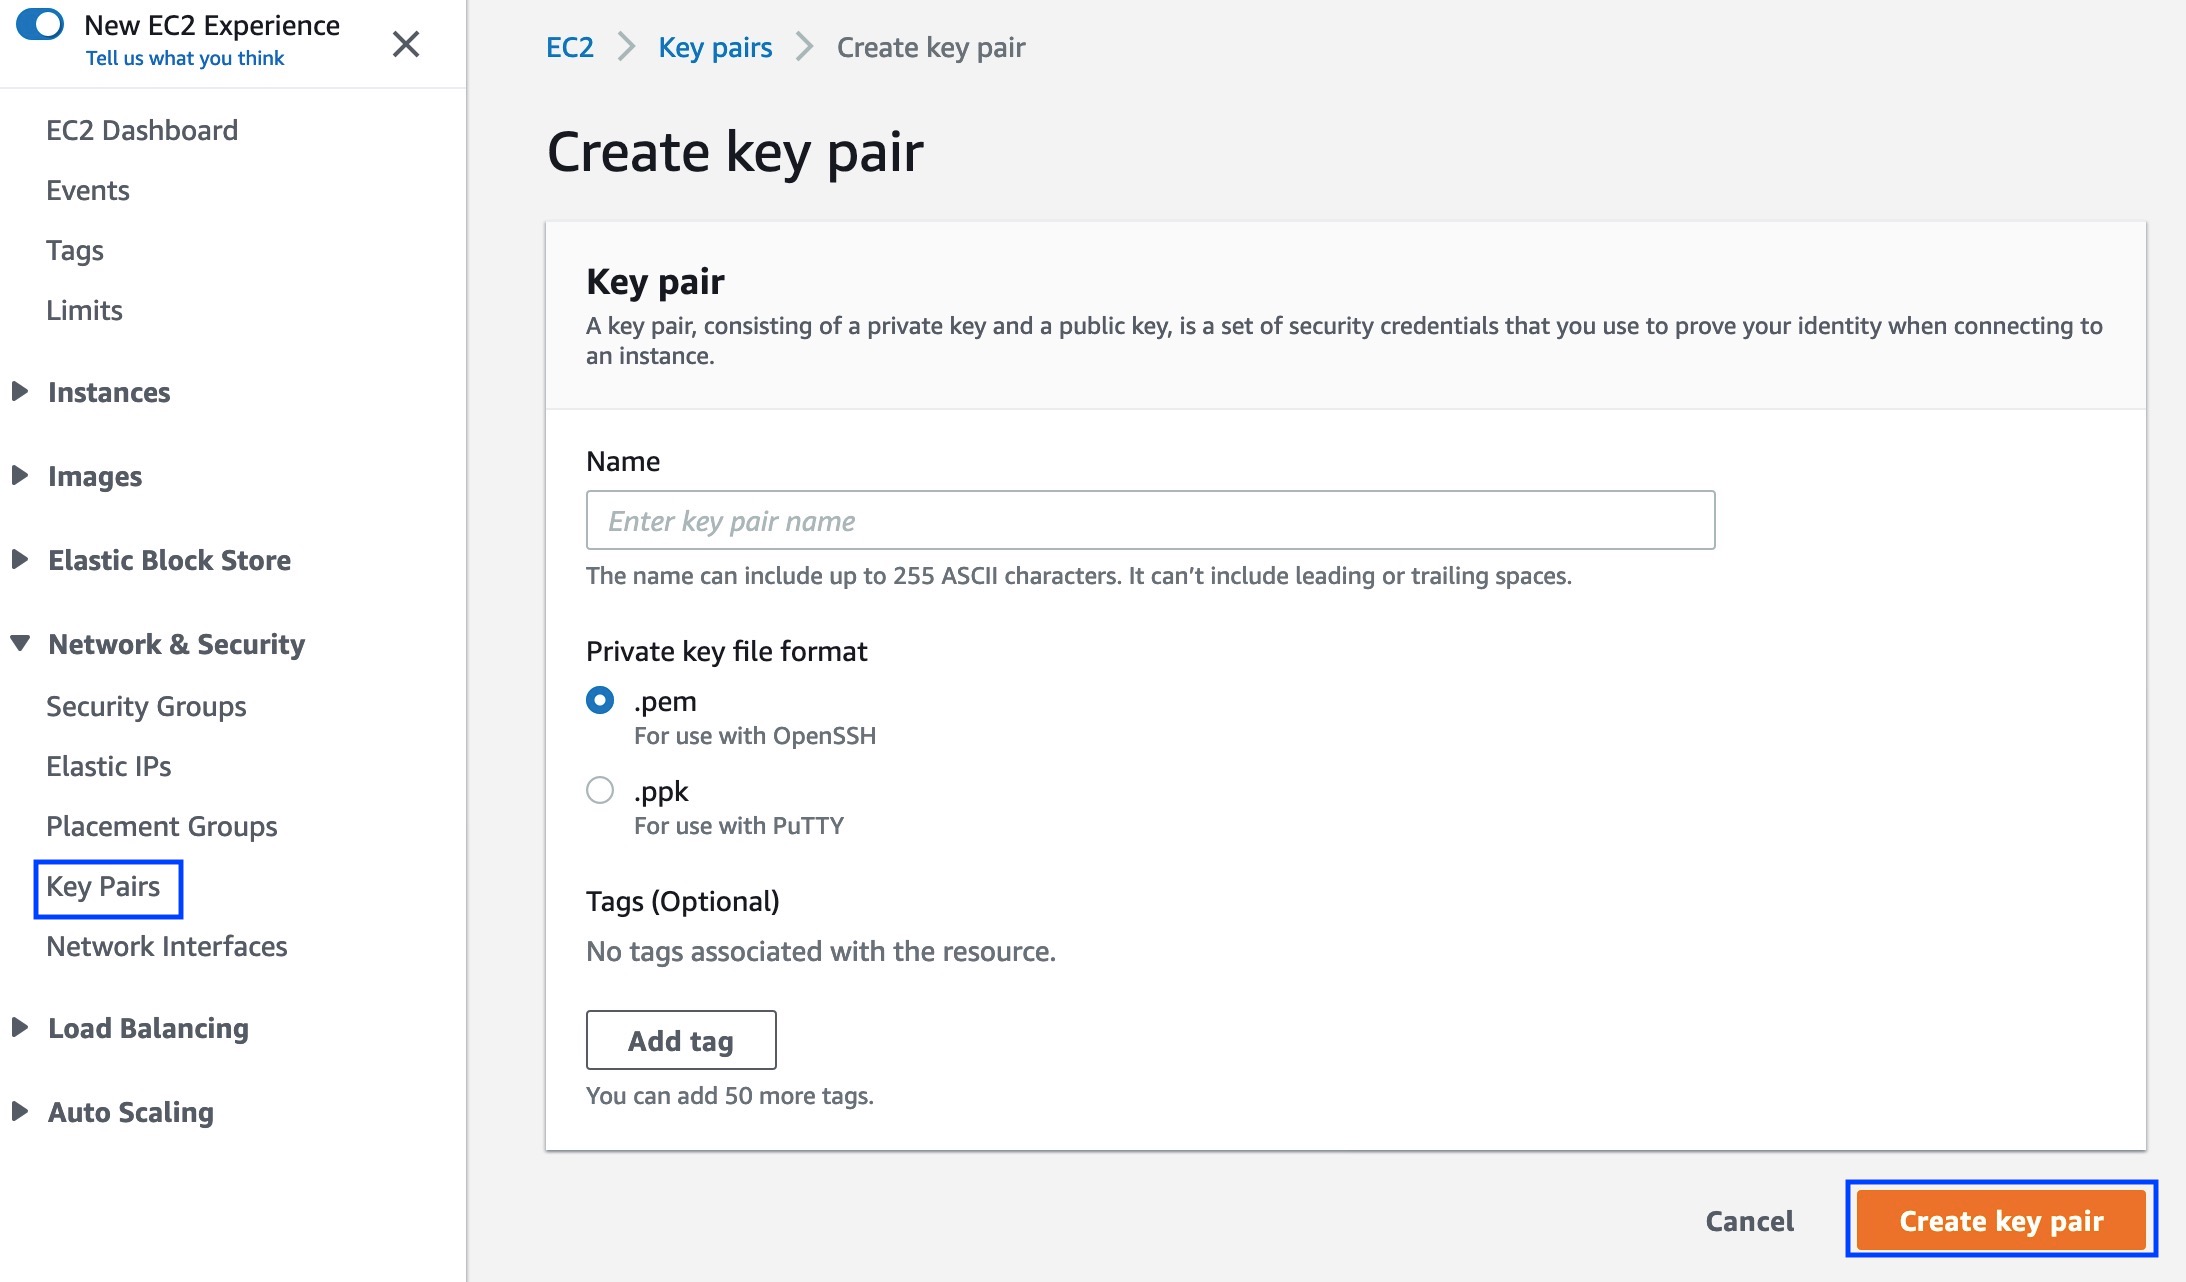 New EC2 Experience
Tell us what you think
EC2 Dashboard
Events
Tags
Limits
Instances
Images
Elastic Block Store
Network & Security
Security Groups
Elastic IPs
Placement Groups
Key Pairs
Network Interfaces
Load Balancing
Auto Scaling
EC2 > Key pairs > Create key pair
Create key pair
Key pair
A key pair, consisting of a private key and a public key, is a set of security credentials that you use to prove your identity when connecting to
an instance.
Name
Enter key pair name
The name can include up to 255 ASCII characters. It can’t include leading or trailing spaces.
Private key file format
.pem
For use with OpenSSH
.ppk
For use with PuTTY
Tags (Optional)
No tags associated with the resource.
Add tag
You can add 50 more tags.
Cancel
Create key pair